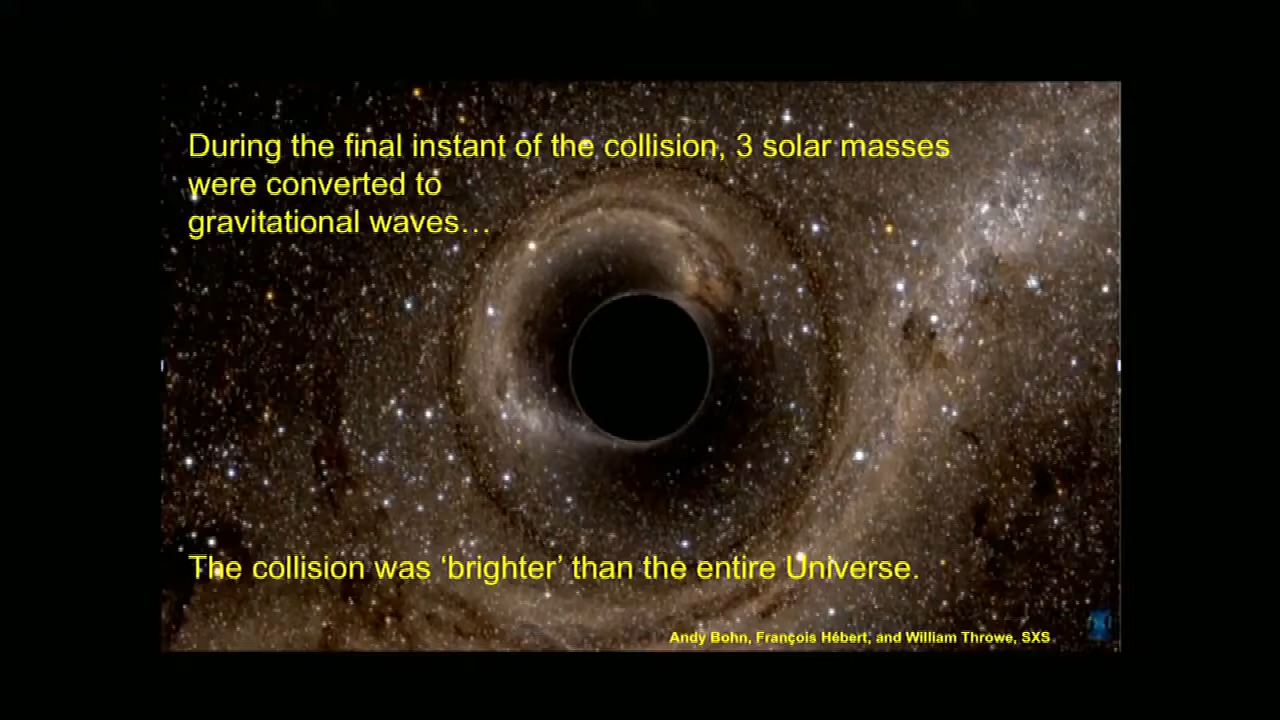 During the final instant of the collision, 3 solar masses
were converted to
gravitational waves…
The collision was ‘brighter’ than the entire Universe.
Andy Bohn, François Hébert, and William Throwe, SXS